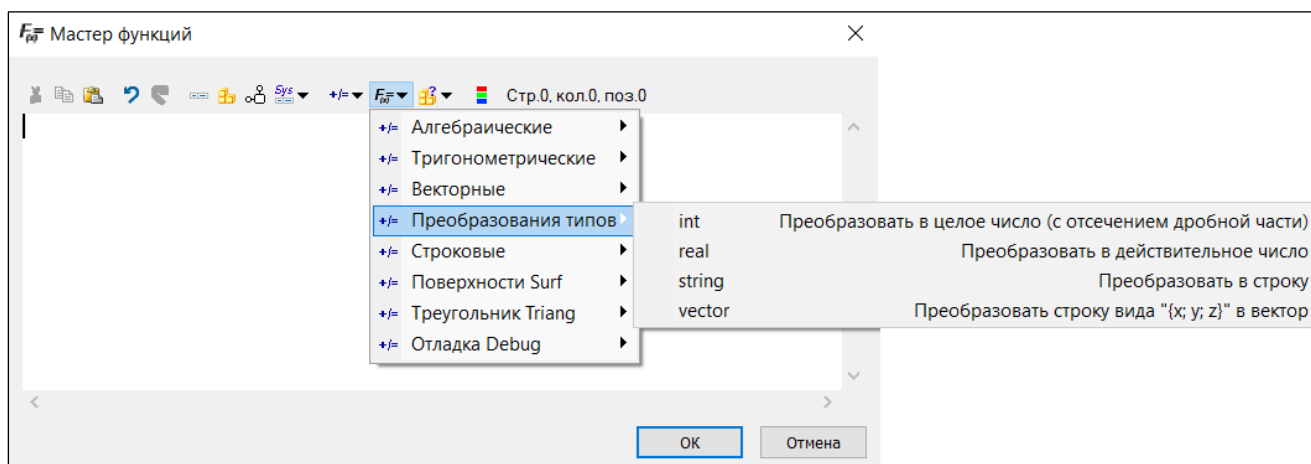 Мастер функций
Sys +/= F(x)= Стр.0, кол.0, поз.0
+/= Алгебраические
+/= Тригонометрические
+/= Векторные
+/= Преобразования типов
int Преобразовать в целое число (с отсечением дробной части)
real Преобразовать в действительное число
string Преобразовать в строку
vector Преобразовать строку вида "{x; y; z}" в вектор
+/= Строковые
+/= Поверхности Surf
+/= Треугольник Triang
+/= Отладка Debug
ОК Отмена